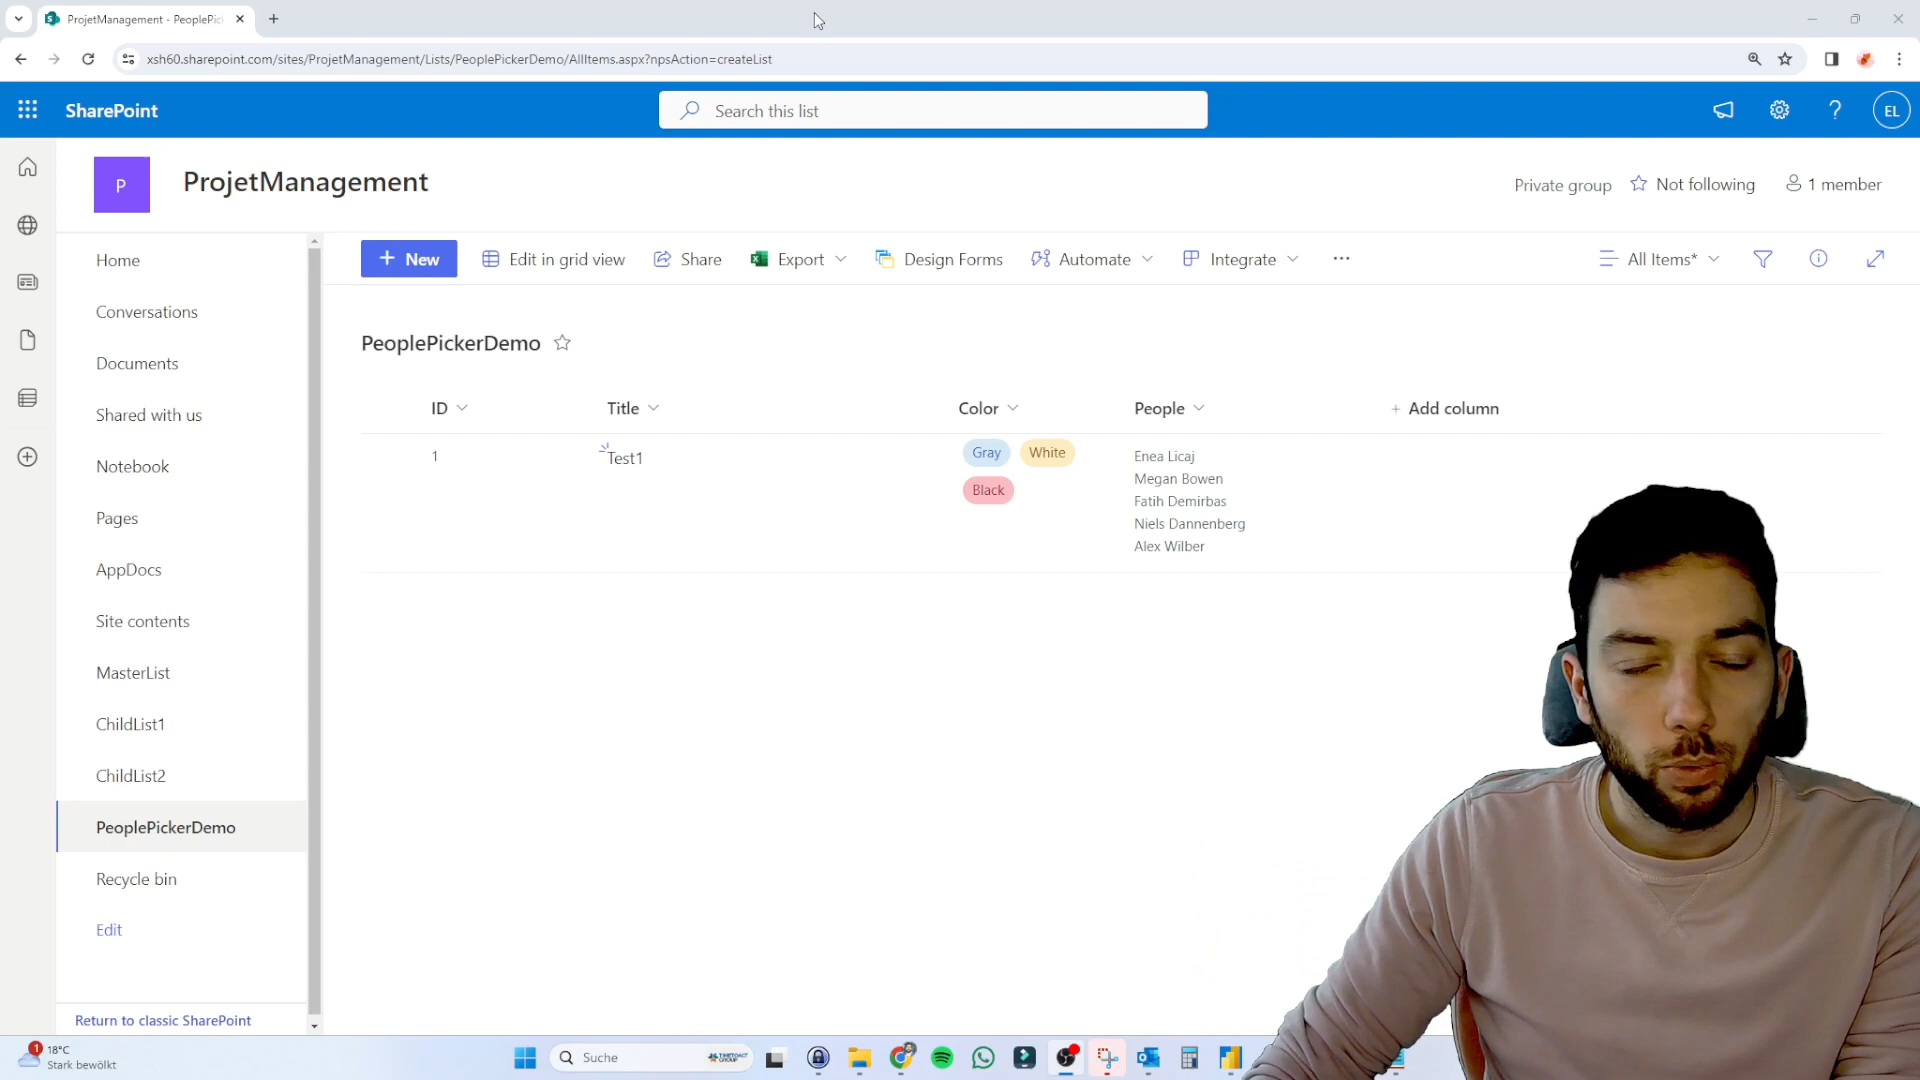 ProjetManagement - PeoplePic
xsh60.sharepoint.com/sites/ProjetManagement/Lists/PeoplePickerDemo/AllItems.aspx?npsAction=createList
SharePoint
Search this list
?
EL
P
ProjetManagement
Private group
Not following
1 member
Home
Conversations
Documents
Shared with us
Notebook
Pages
AppDocs
Site contents
MasterList
ChildList1
ChildList2
PeoplePickerDemo
Recycle bin
Edit
Return to classic SharePoint
+ New
Edit in grid view
Share
Export
Design Forms
Automate
Integrate
...
All Items*
PeoplePickerDemo
ID
Title
Color
People
+ Add column
1
Test1
Gray
White
Black
Enea Licaj
Megan Bowen
Fatih Demirbas
Niels Dannenberg
Alex Wilber
1
18°C
Stark bewölkt
Suche